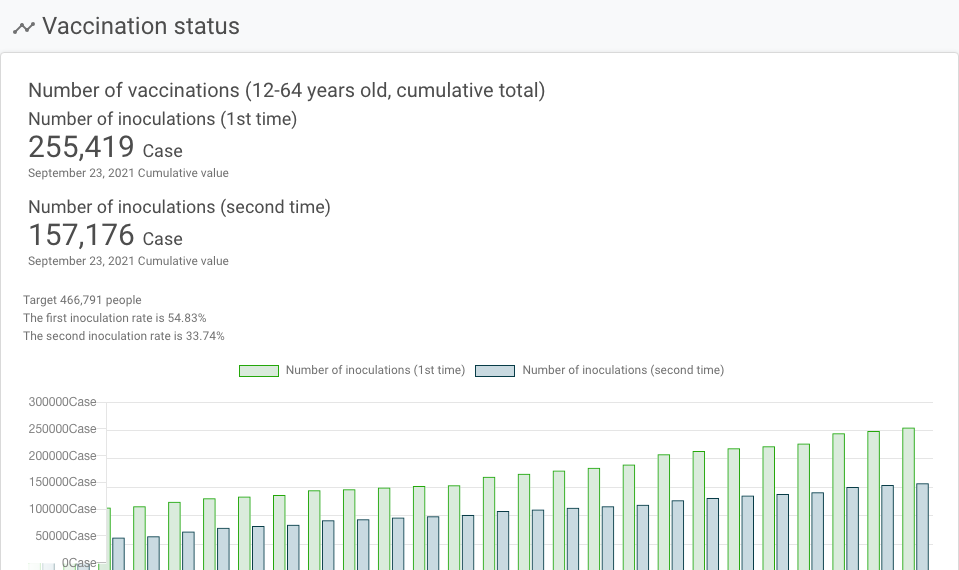 Vaccination status
Number of vaccinations (12-64 years old, cumulative total)
Number of inoculations (1st time)
255,419 Case
September 23, 2021 Cumulative value
Number of inoculations (second time)
157,176 Case
September 23, 2021 Cumulative value
Target 466,791 people
The first inoculation rate is 54.83%
The second inoculation rate is 33.74%
Number of inoculations (1st time) Number of inoculations (second time)
300000Case
250000Case
200000Case
150000Case
100000Case
50000Case
0Case